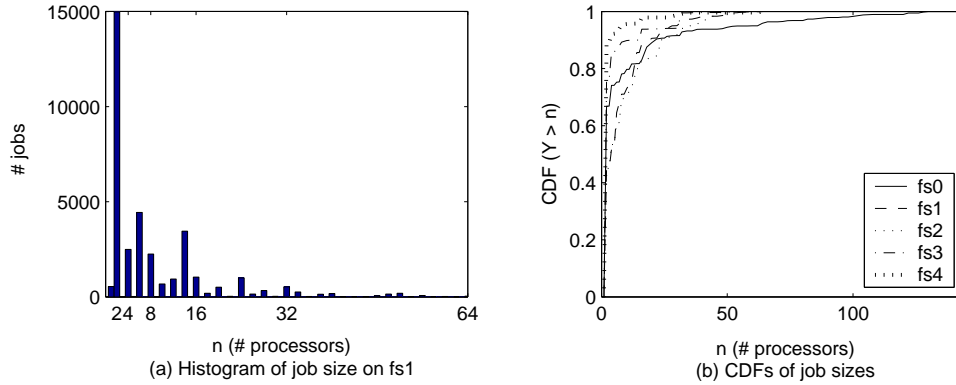 15000
10000
5000
0
# jobs
2 4 8 16 32 64
n (# processors)
(a) Histogram of job size on fs1
1
0.8
0.6
0.4
0.2
0
CDF (Y > n)
fs0
fs1
fs2
fs3
fs4
0 50 100
n (# processors)
(b) CDFs of job sizes